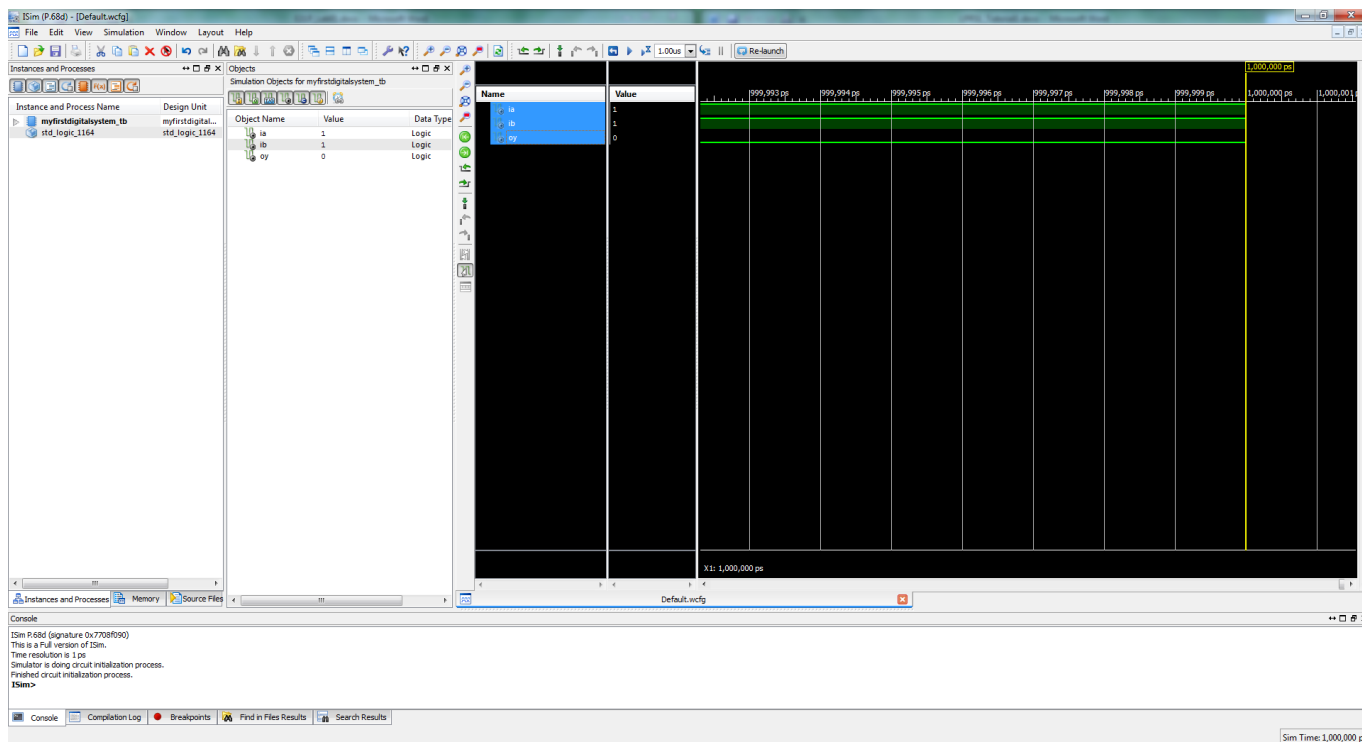 ISim (P.68d) - [Default.wcfg]
File Edit View Simulation Window Layout Help
1.00us Re-launch
Instances and Processes
Instance and Process Name Design Unit
myfirstdigitalsystem_tb myfirstdigital...
std_logic_1164 std_logic_1164
Instances and Processes Memory Source Files
Objects
Simulation Objects for myfirstdigitalsystem_tb
Object Name Value Data Type
ia 1 Logic
ib 1 Logic
oy 0 Logic
1,000,000 ps
Name Value
999,993 ps 999,994 ps 999,995 ps 999,996 ps 999,997 ps 999,998 ps 999,999 ps 1,000,000 ps 1,000,001
ia 1
ib 1
oy 0
X1: 1,000,000 ps
Default.wcfg
Console
ISim P.68d (signature 0x7708f090)
This is a Full version of ISim.
Time resolution is 1 ps
Simulator is doing circuit initialization process.
Finished circuit initialization process.
ISim>
Console Compilation Log Breakpoints Find in Files Results Search Results
Sim Time: 1,000,000 p